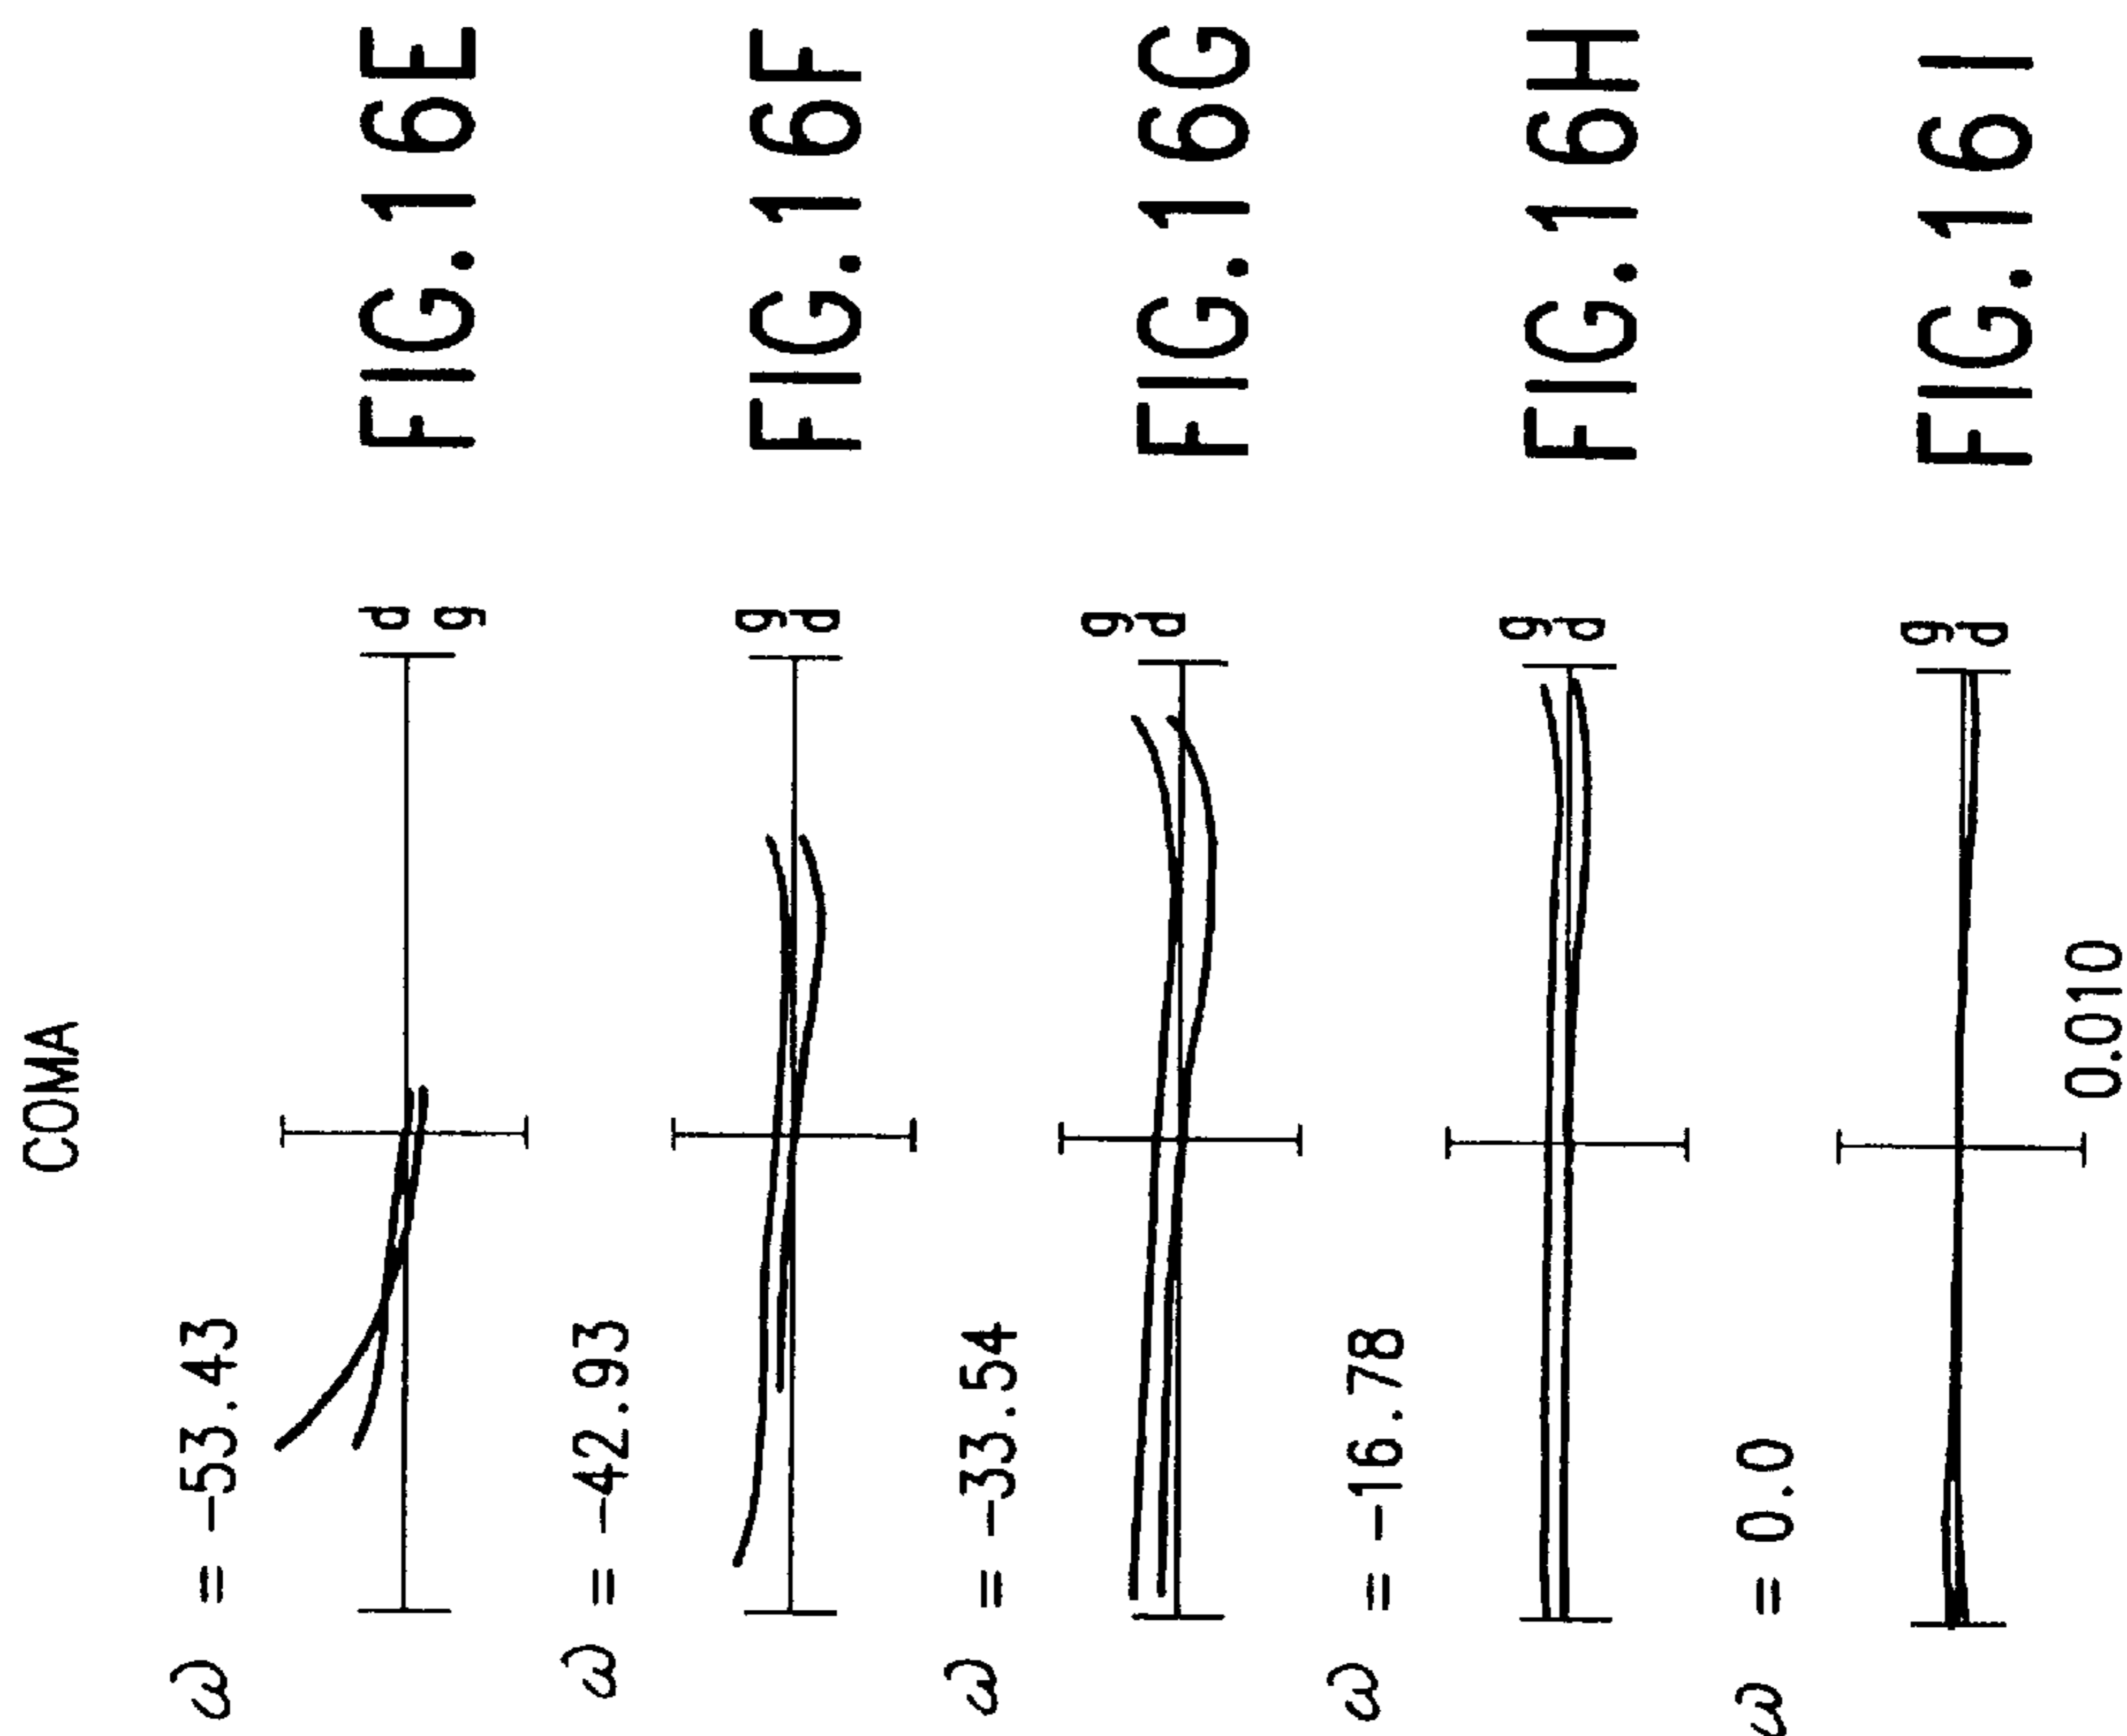 COMA
ω = -53.43
d
g
FIG.16E
ω = -42.93
g
d
FIG.16F
ω = -33.54
g
d
FIG.16G
ω = -16.78
g
d
FIG.16H
ω = 0.0
g
d
FIG.16I
0.010